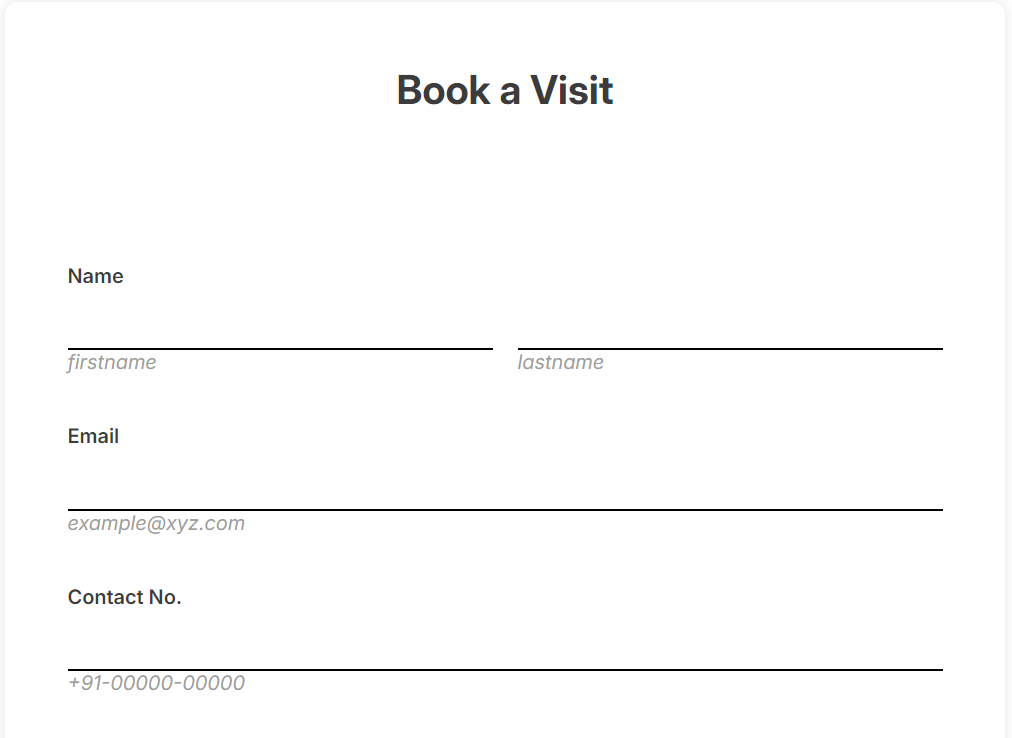 Book a Visit
Name
firstname lastname
Email
example@xyz.com
Contact No.
+91-00000-00000